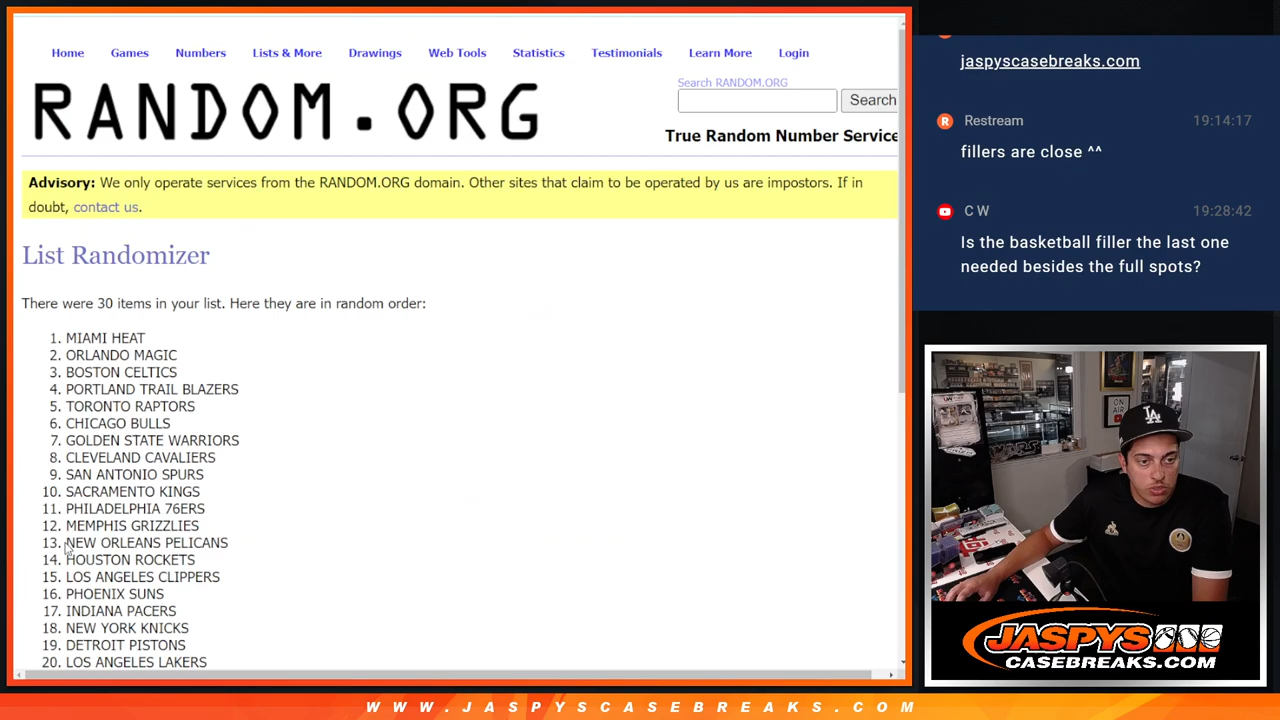 Home Games Numbers Lists & More Drawings Web Tools Statistics Testimonials Learn More Login
RANDOM.ORG
Search RANDOM.ORG
Search
True Random Number Service
Advisory: We only operate services from the RANDOM.ORG domain. Other sites that claim to be operated by us are impostors. If in
doubt, contact us.
List Randomizer
There were 30 items in your list. Here they are in random order:
1. MIAMI HEAT
2. ORLANDO MAGIC
3. BOSTON CELTICS
4. PORTLAND TRAIL BLAZERS
5. TORONTO RAPTORS
6. CHICAGO BULLS
7. GOLDEN STATE WARRIORS
8. CLEVELAND CAVALIERS
9. SAN ANTONIO SPURS
10. SACRAMENTO KINGS
11. PHILADELPHIA 76ERS
12. MEMPHIS GRIZZLIES
13. NEW ORLEANS PELICANS
14. HOUSTON ROCKETS
15. LOS ANGELES CLIPPERS
16. PHOENIX SUNS
17. INDIANA PACERS
18. NEW YORK KNICKS
19. DETROIT PISTONS
20. LOS ANGELES LAKERS
jaspyscasebreaks.com
Restream 19:14:17
fillers are close ^^
C W 19:28:42
Is the basketball filler the last one
needed besides the full spots?
ON
AIR
LA
JASPYS
CASEBREAKS.COM
WWW.JASPYSCASEBREAKS.COM